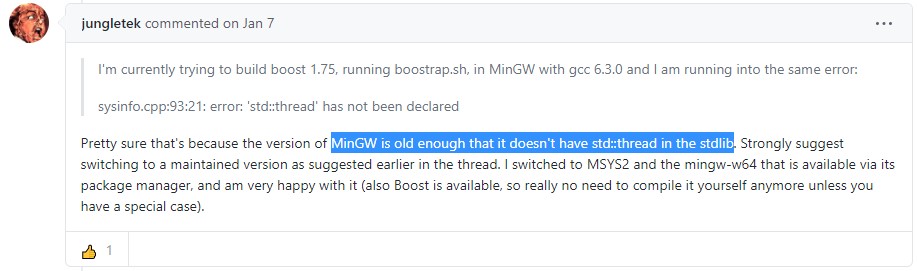 jungletek commented on Jan 7
I'm currently trying to build boost 1.75, running boostrap.sh, in MinGW with gcc 6.3.0 and I am running into the same error:
sysinfo.cpp:93:21: error: 'std::thread' has not been declared
Pretty sure that's because the version of MinGW is old enough that it doesn't have std::thread in the stdlib. Strongly suggest
switching to a maintained version as suggested earlier in the thread. I switched to MSYS2 and the mingw-w64 that is available via its
package manager, and am very happy with it (also Boost is available, so really no need to compile it yourself anymore unless you
have a special case).
👍 1